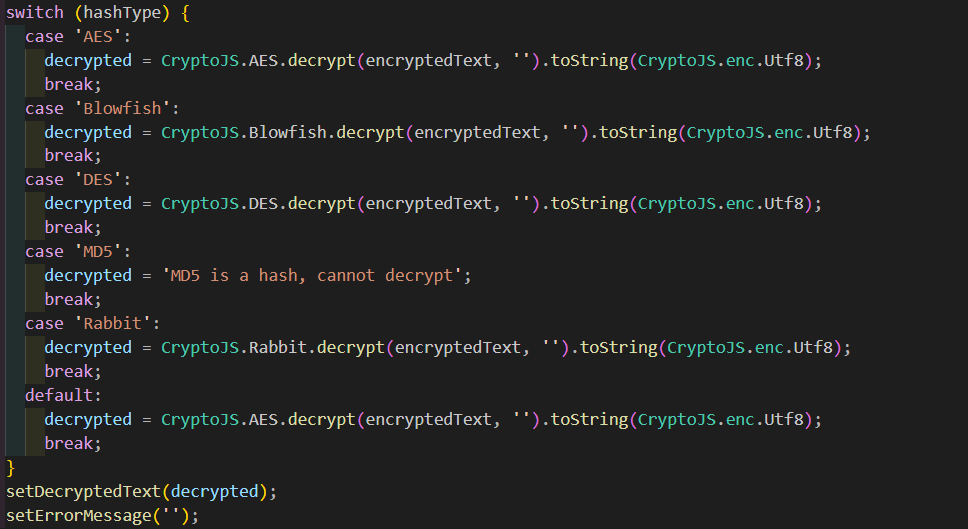 switch (hashType) {
  case 'AES':
    decrypted = CryptoJS.AES.decrypt(encryptedText, '').toString(CryptoJS.enc.Utf8);
    break;
  case 'Blowfish':
    decrypted = CryptoJS.Blowfish.decrypt(encryptedText, '').toString(CryptoJS.enc.Utf8);
    break;
  case 'DES':
    decrypted = CryptoJS.DES.decrypt(encryptedText, '').toString(CryptoJS.enc.Utf8);
    break;
  case 'MD5':
    decrypted = 'MD5 is a hash, cannot decrypt';
    break;
  case 'Rabbit':
    decrypted = CryptoJS.Rabbit.decrypt(encryptedText, '').toString(CryptoJS.enc.Utf8);
    break;
  default:
    decrypted = CryptoJS.AES.decrypt(encryptedText, '').toString(CryptoJS.enc.Utf8);
    break;
}
setDecryptedText(decrypted);
setErrorMessage('');